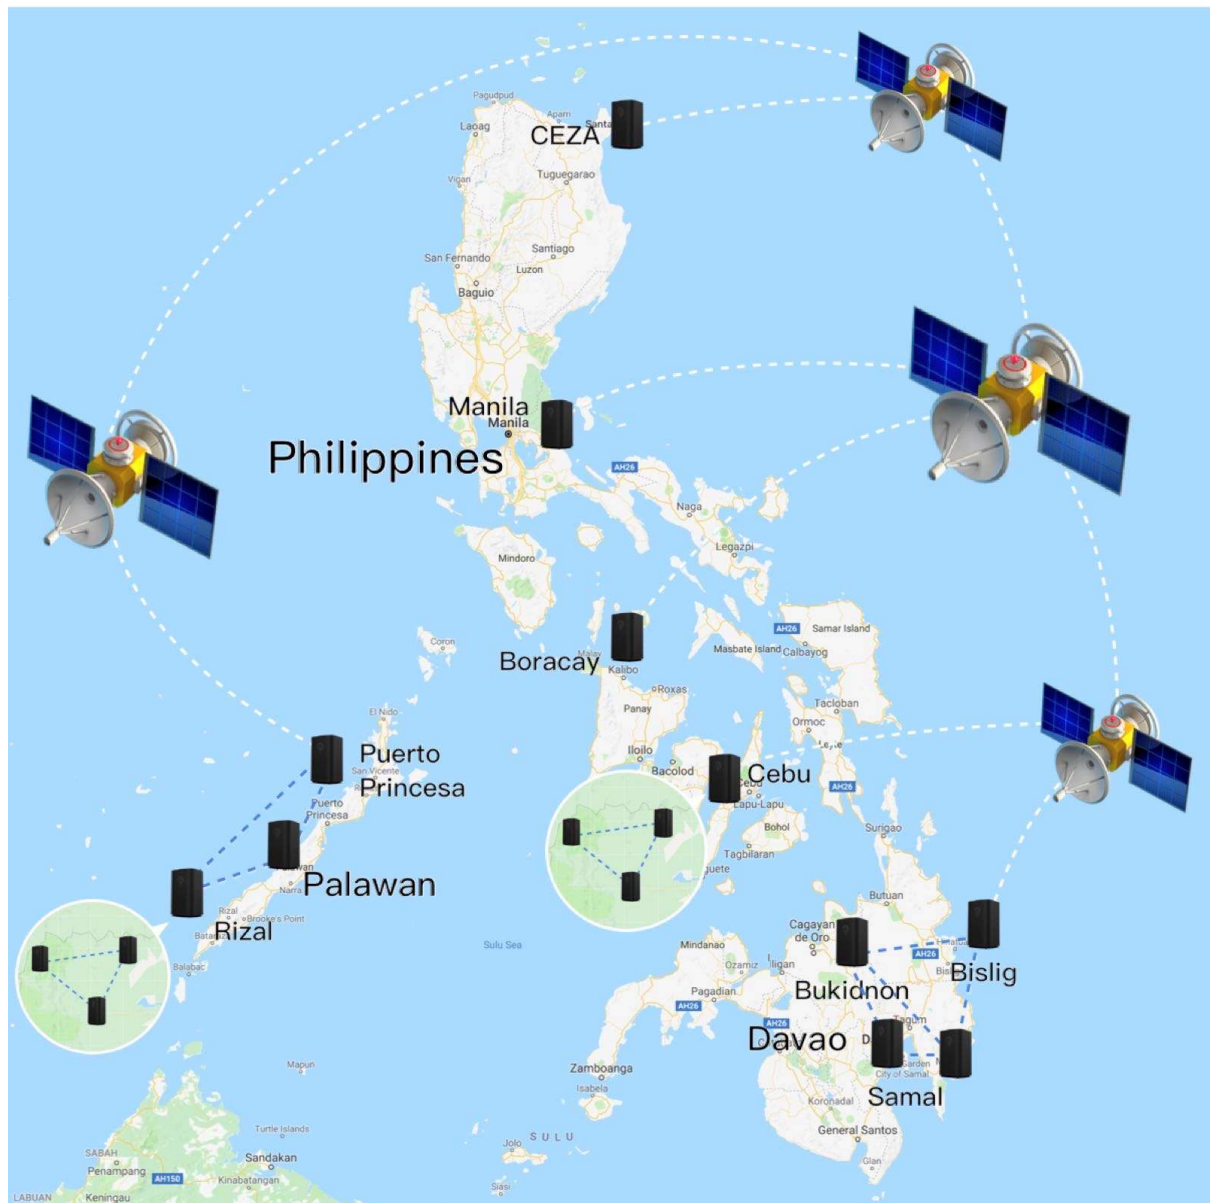 Pagudpud
Aparri
Santa
CEZA
Laoag
Tuguegarao
Vigan
Santiago
San Fernando
Luzon
Baguio
Manila
Manila
Philippines
AH26
Naga
Legazpi
Mindoro
AH26
Samar Island
Masbate Island
Calbayog
Coron
Malay
Boracay
Kalibo
Roxas
Tacloban
El Nido
Panay
Ormoc
Puerto
Princesa
San Vicente
Iloilo
Bacolod
Cebu
Leyte
AH26
Lapu-Lapu
Puerto
Princesa
Bohol
Surigao
Tagbilaran
guete
Palawan
Narra
Butuan
Rizal
Brooke's Point
Rizal
Cagayan
de Oro
Sulu Sea
Mindanao
AH26
Bislig
Balabac
Ozamiz
Iligan
Pagadian
Bukidnon
AH26
AH26
Tagum
Davao
Mapun
Zamboanga
Garden
City of Samal
Isabela
Samal
Koronadal
Turtle Islands
General Santos
SULU
Jolo
SABAH
Sandakan
Glan
Penampang
AH150
Kinabatangan
Siasi
LABUAN
Keningau